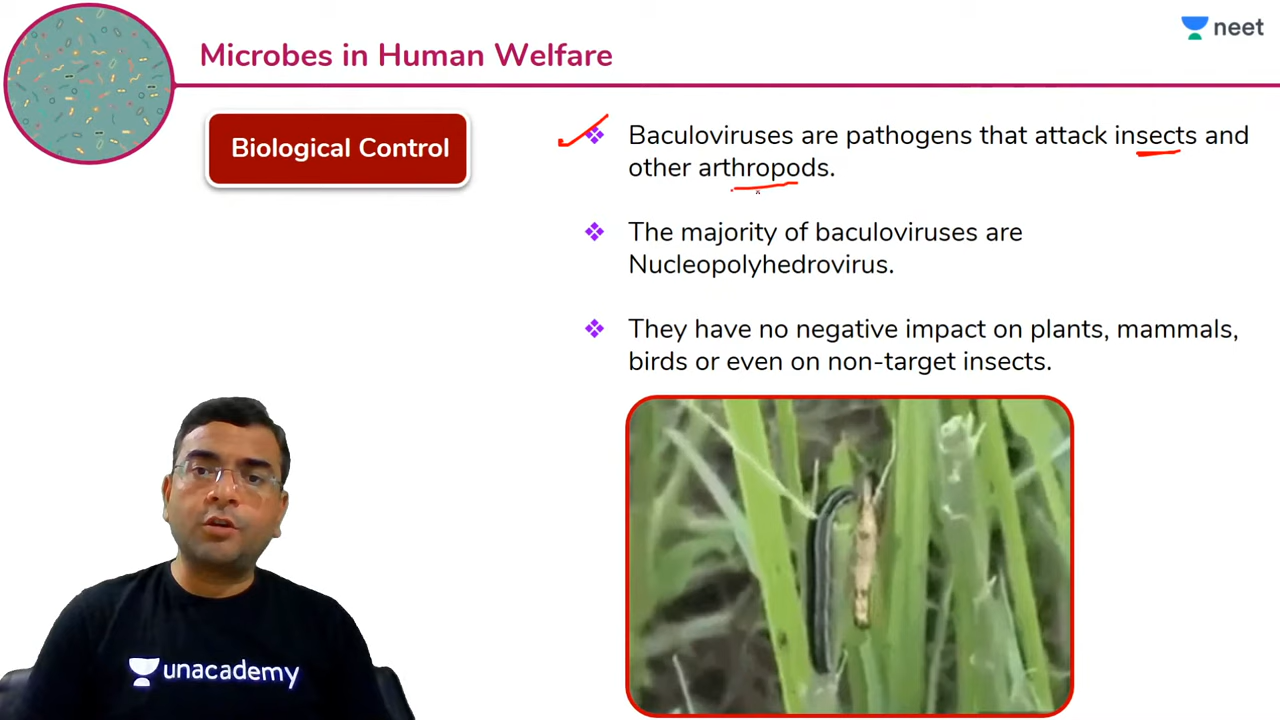 neet
Microbes in Human Welfare
Biological Control
Baculoviruses are pathogens that attack insects and
other arthropods.
The majority of baculoviruses are
Nucleopolyhedrovirus.
They have no negative impact on plants, mammals,
birds or even on non-target insects.
unacademy